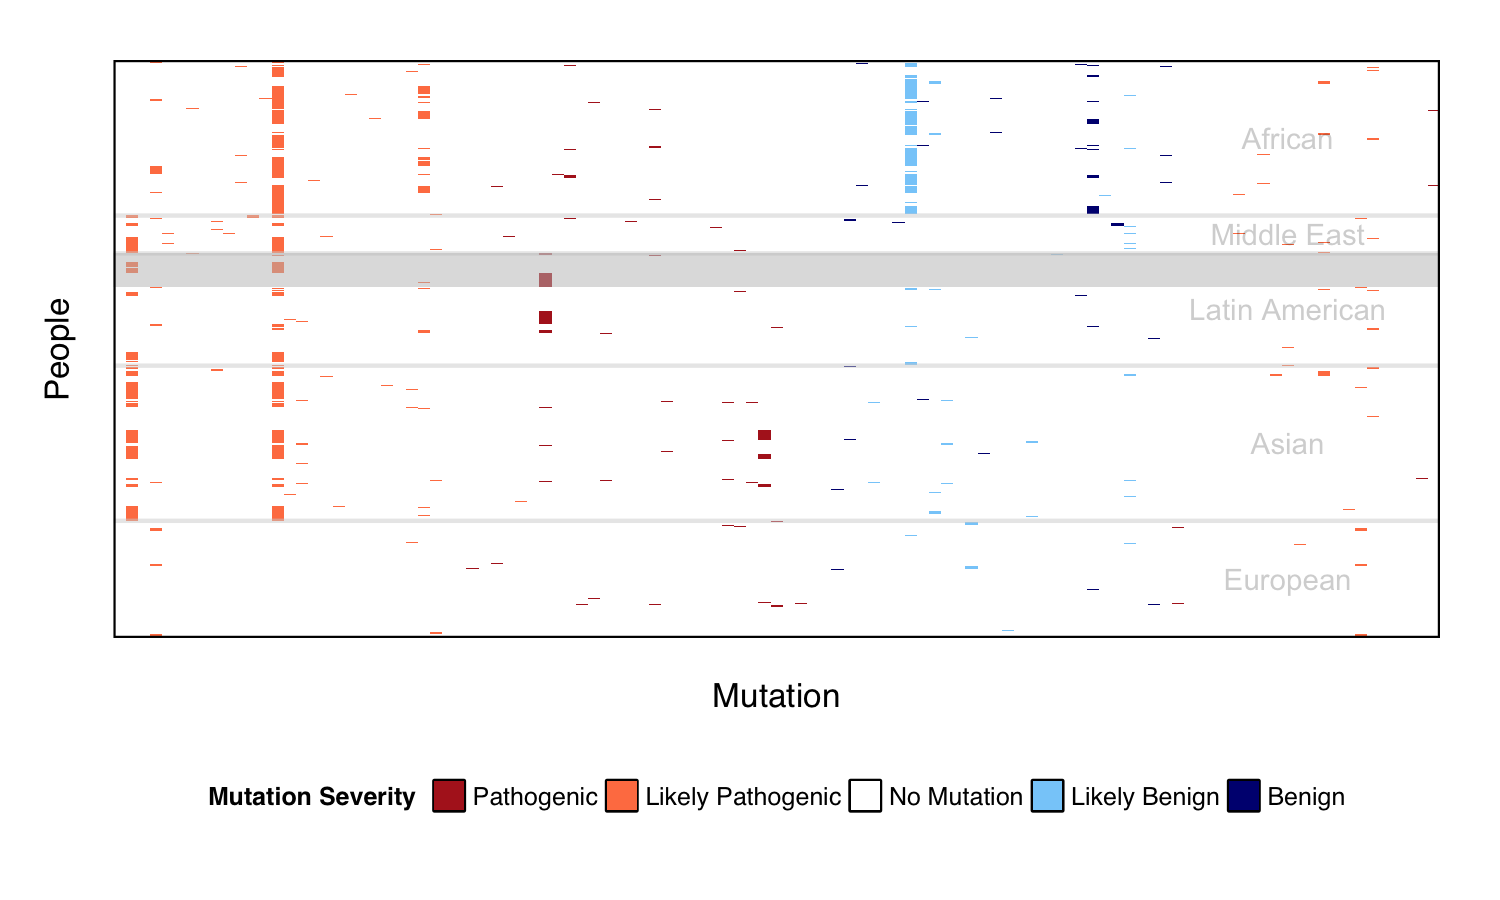 African
Middle East
Latin American
Asian
European
People
Mutation
Mutation Severity Pathogenic Likely Pathogenic No Mutation Likely Benign Benign